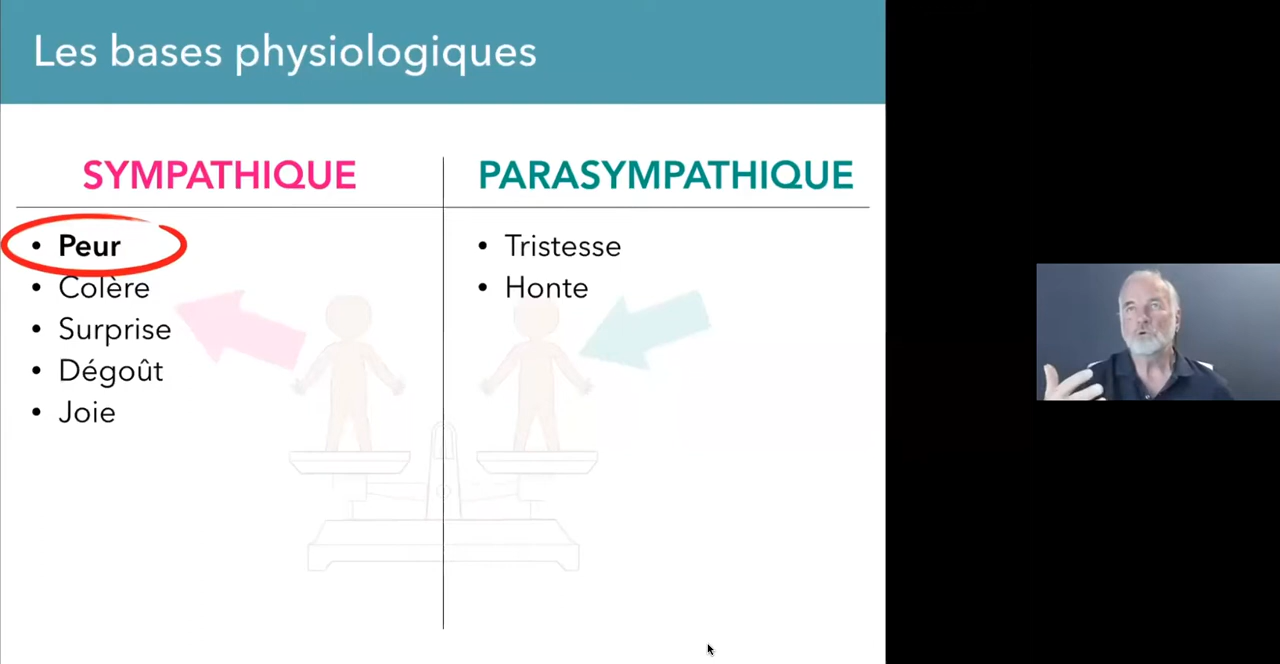 Les bases physiologiques
SYMPATHIQUE
• Peur
• Colère
• Surprise
• Dégoût
• Joie
PARASYMPATHIQUE
• Tristesse
• Honte